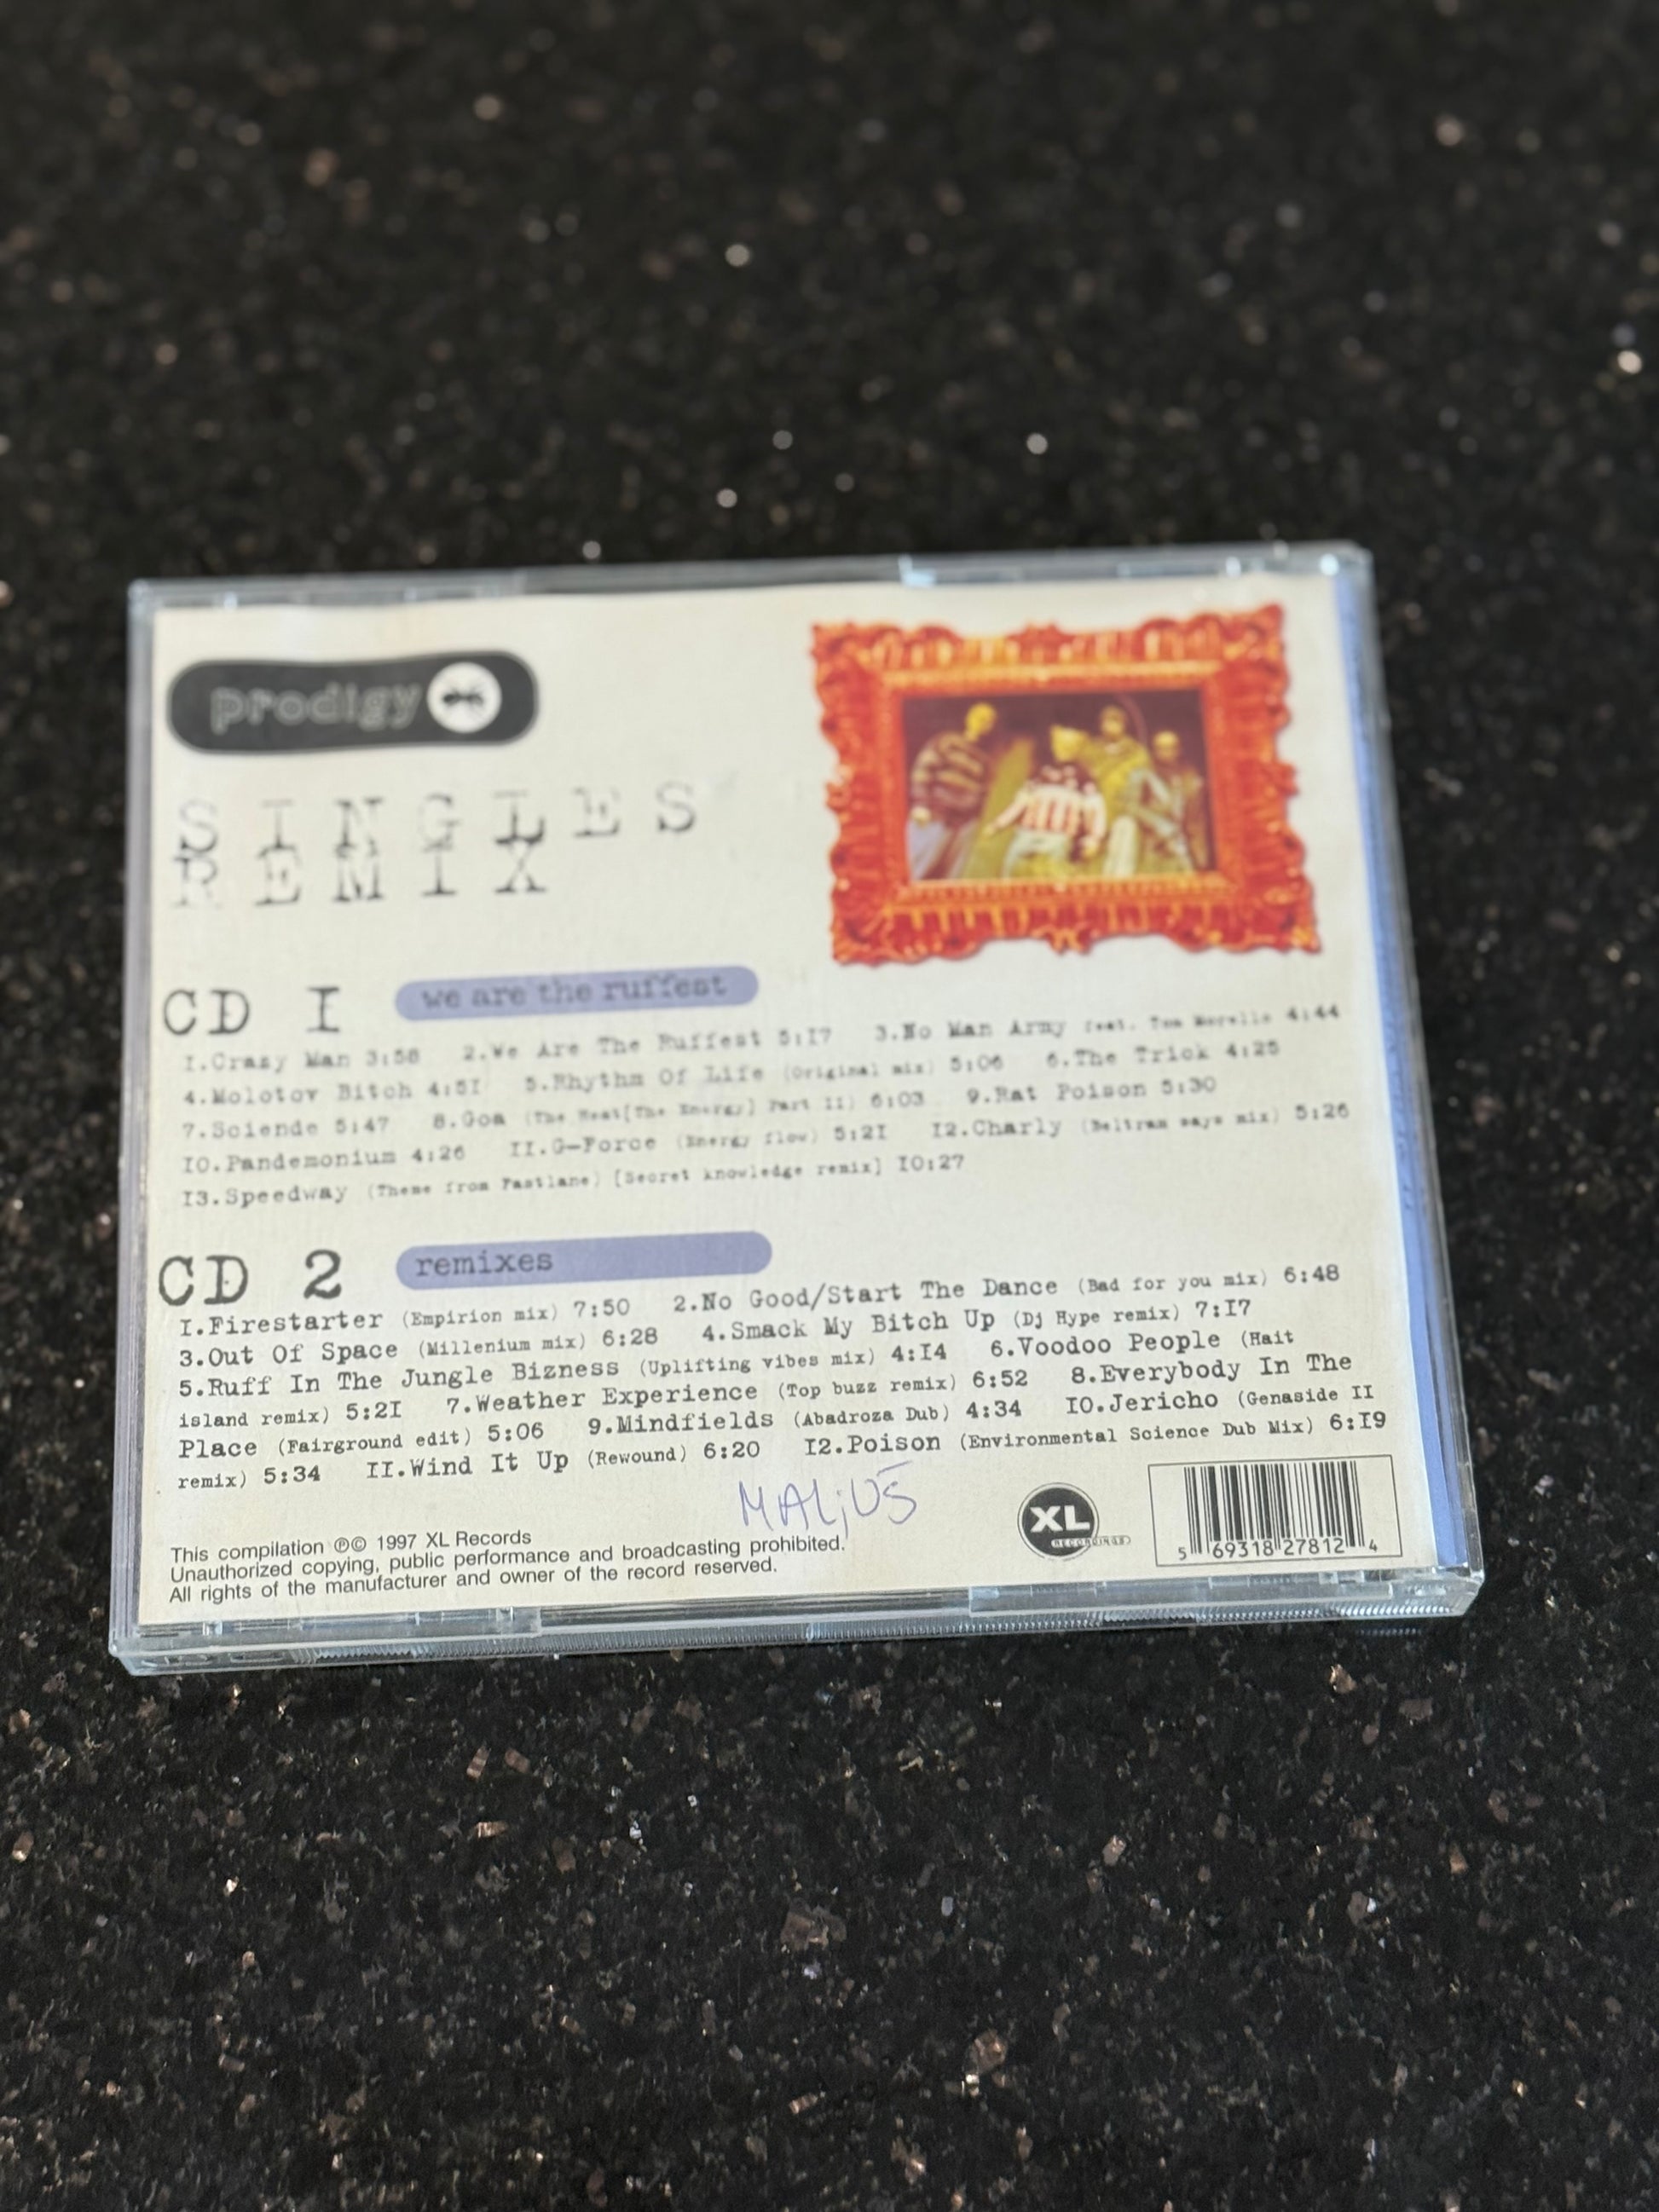 prodigy
SINGLES
REMIX
CD I we are the ruffest
I.Crazy Man 3:58 2.We Are The Ruffest 5:I7 3.No Man Army feat. Tom Morello 4:44
4.Molotov Bitch 4:5I 5.Rhythm Of Life (Original mix) 5:06 6.The Trick 4:25
7.Sciende 5:47 8.Goa (The Heat[The Energy] Part II) 6:03 9.Rat Poison 5:30
IO.Pandemonium 4:26 II.G-Force (Energy flow) 5:2I I2.Charly (Beltram says mix) 5:26
I3.Speedway (Theme from Fastlane) [Secret knowledge remix] IO:27
CD 2 remixes
I.Firestarter (Empirion mix) 7:50 2.No Good/Start The Dance (Bad for you mix) 6:48
3.Out Of Space (Millenium mix) 6:28 4.Smack My Bitch Up (Dj Hype remix) 7:I7
5.Ruff In The Jungle Bizness (Uplifting vibes mix) 4:I4 6.Voodoo People (Hait
island remix) 5:2I 7.Weather Experience (Top buzz remix) 6:52 8.Everybody In The
Place (Fairground edit) 5:06 9.Mindfields (Abadroza Dub) 4:34 IO.Jericho (Genaside II
remix) 5:34 II.Wind It Up (Rewound) 6:20 I2.Poison (Environmental Science Dub Mix) 6:I9
MALiŪS
This compilation ℗© 1997 XL Records
Unauthorized copying, public performance and broadcasting prohibited.
All rights of the manufacturer and owner of the record reserved.
XL
RECORDINGS
5 69318 27812 4